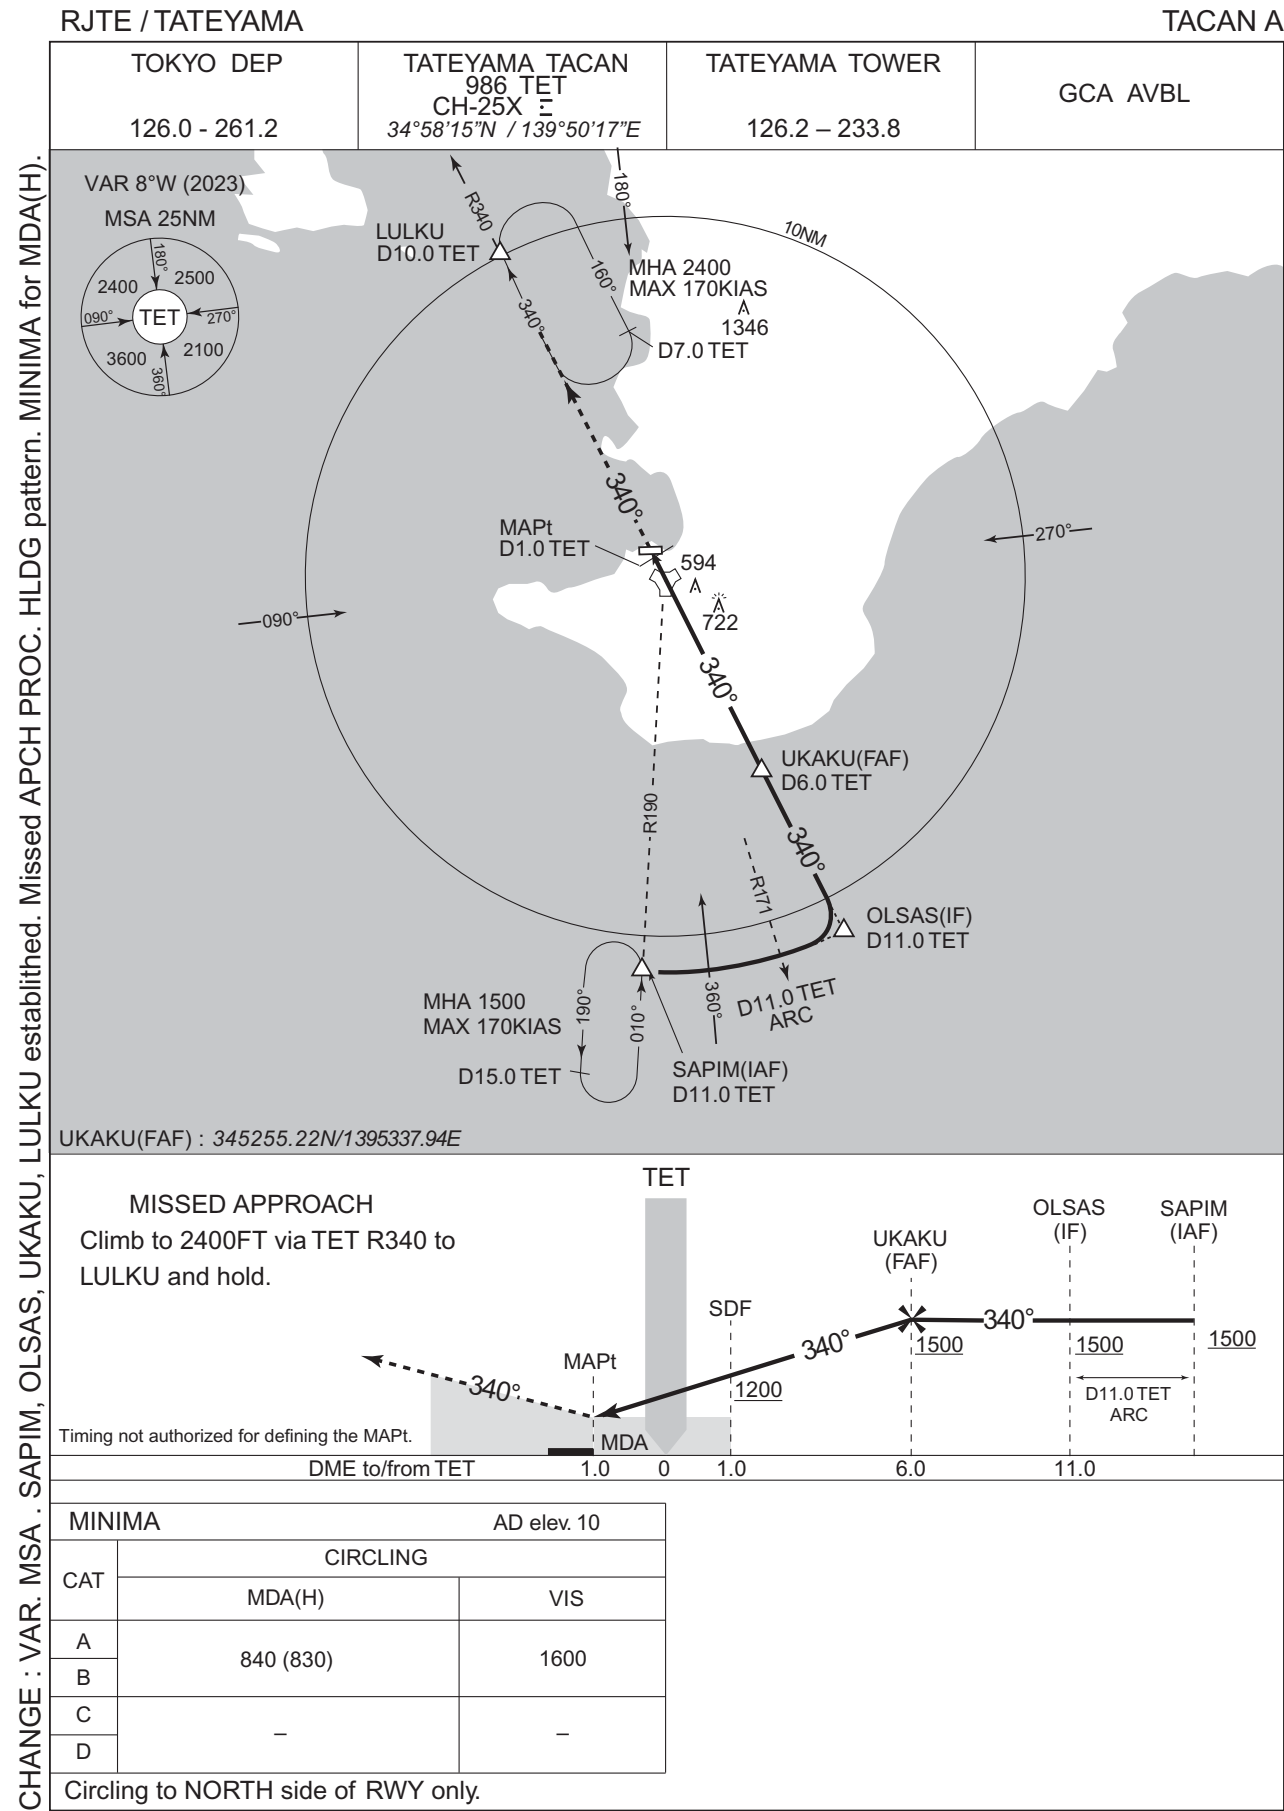 RJTE / TATEYAMA
TACAN A
TOKYO DEP
126.0 - 261.2
TATEYAMA TACAN
986 TET
CH-25X
34°58'15"N / 139°50'17"E
TATEYAMA TOWER
126.2 – 233.8
GCA AVBL
CHANGE : VAR. MSA . SAPIM, OLSAS, UKAKU, LULKU establithed. Missed APCH PROC. HLDG pattern. MINIMA for MDA(H).
VAR 8°W (2023)
MSA 25NM
180°
2400
2500
090°
TET
270°
3600
2100
360°
R340
LULKU
D10.0 TET
180°
10NM
160°
MHA 2400
MAX 170KIAS
1346
340°
D7.0 TET
340°
MAPt
D1.0 TET
594
722
270°
090°
340°
UKAKU(FAF)
D6.0 TET
R190
340°
R171
OLSAS(IF)
D11.0 TET
MHA 1500
MAX 170KIAS
190°
010°
360°
D11.0 TET
ARC
D15.0 TET
SAPIM(IAF)
D11.0 TET
UKAKU(FAF) : 345255.22N/1395337.94E
TET
MISSED APPROACH
Climb to 2400FT via TET R340 to
LULKU and hold.
OLSAS
(IF)
SAPIM
(IAF)
UKAKU
(FAF)
SDF
340°
340°
1500
1500
1500
MAPt
340°
1200
D11.0 TET
ARC
Timing not authorized for defining the MAPt.
MDA
DME to/from TET
1.0
0
1.0
6.0
11.0
MINIMA
AD elev. 10
CAT
CIRCLING
MDA(H)
VIS
A
B
840 (830)
1600
C
D
–
–
Circling to NORTH side of RWY only.